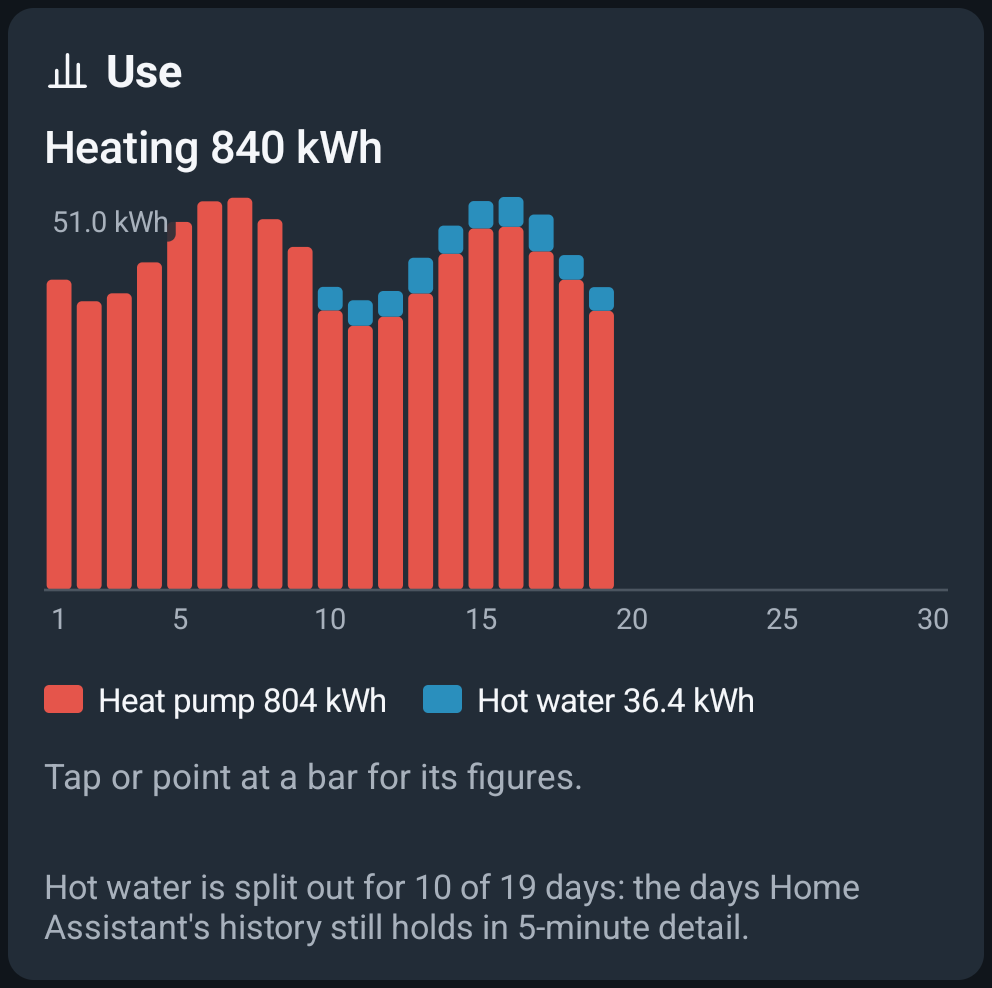 Use
Heating 840 kWh
51.0 kWh
1 5 10 15 20 25 30
Heat pump 804 kWh Hot water 36.4 kWh
Tap or point at a bar for its figures.
Hot water is split out for 10 of 19 days: the days Home
Assistant's history still holds in 5-minute detail.